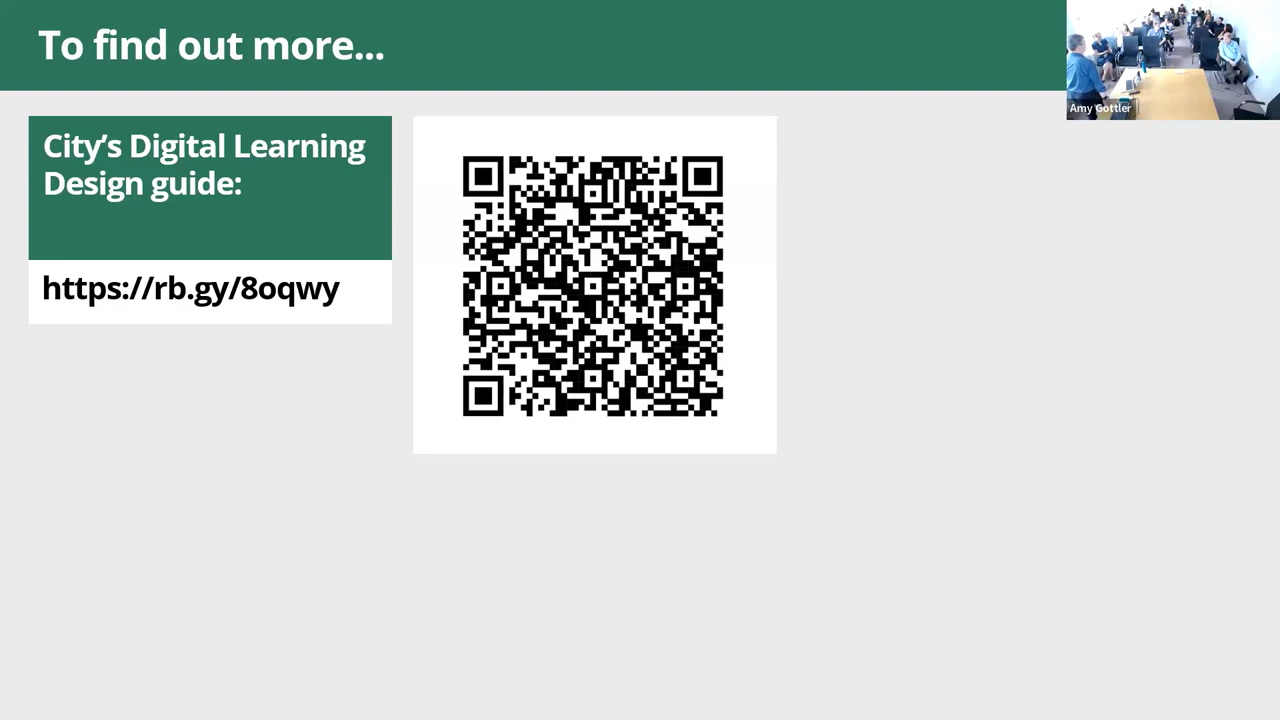 To find out more...
Amy Gottler
City’s Digital Learning
Design guide:
https://rb.gy/8oqwy